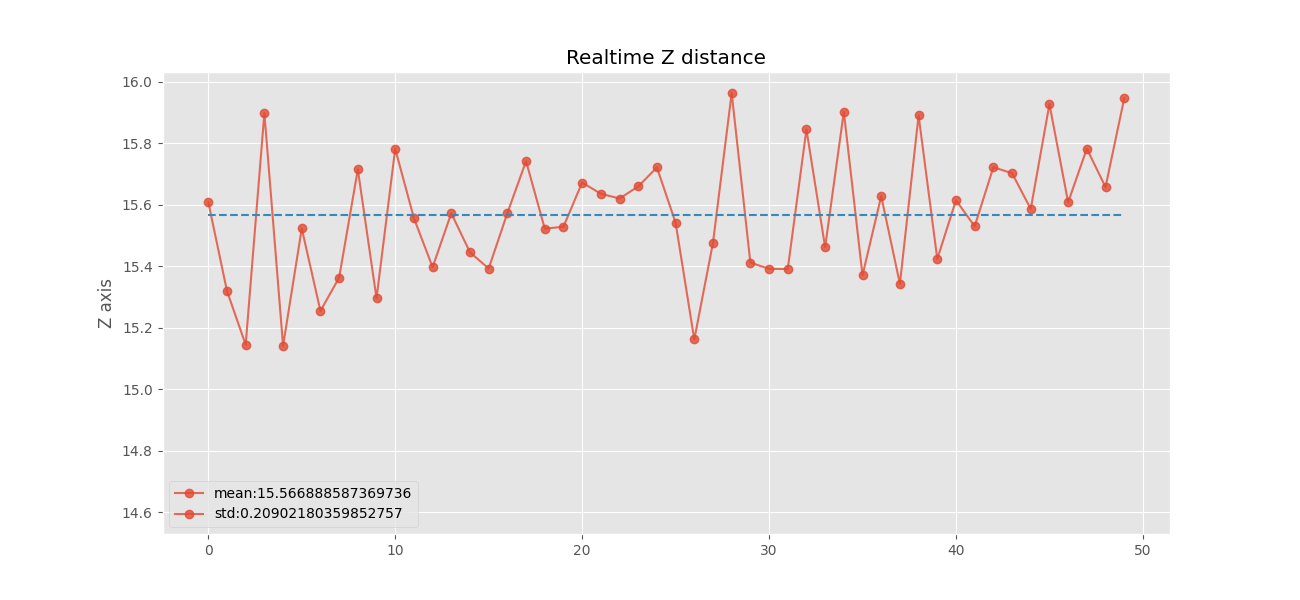 Realtime Z distance
16.0
15.8
15.6
15.4
15.2
15.0
14.8
14.6
Z axis
mean:15.566888587369736
std:0.20902180359852757
0 10 20 30 40 50